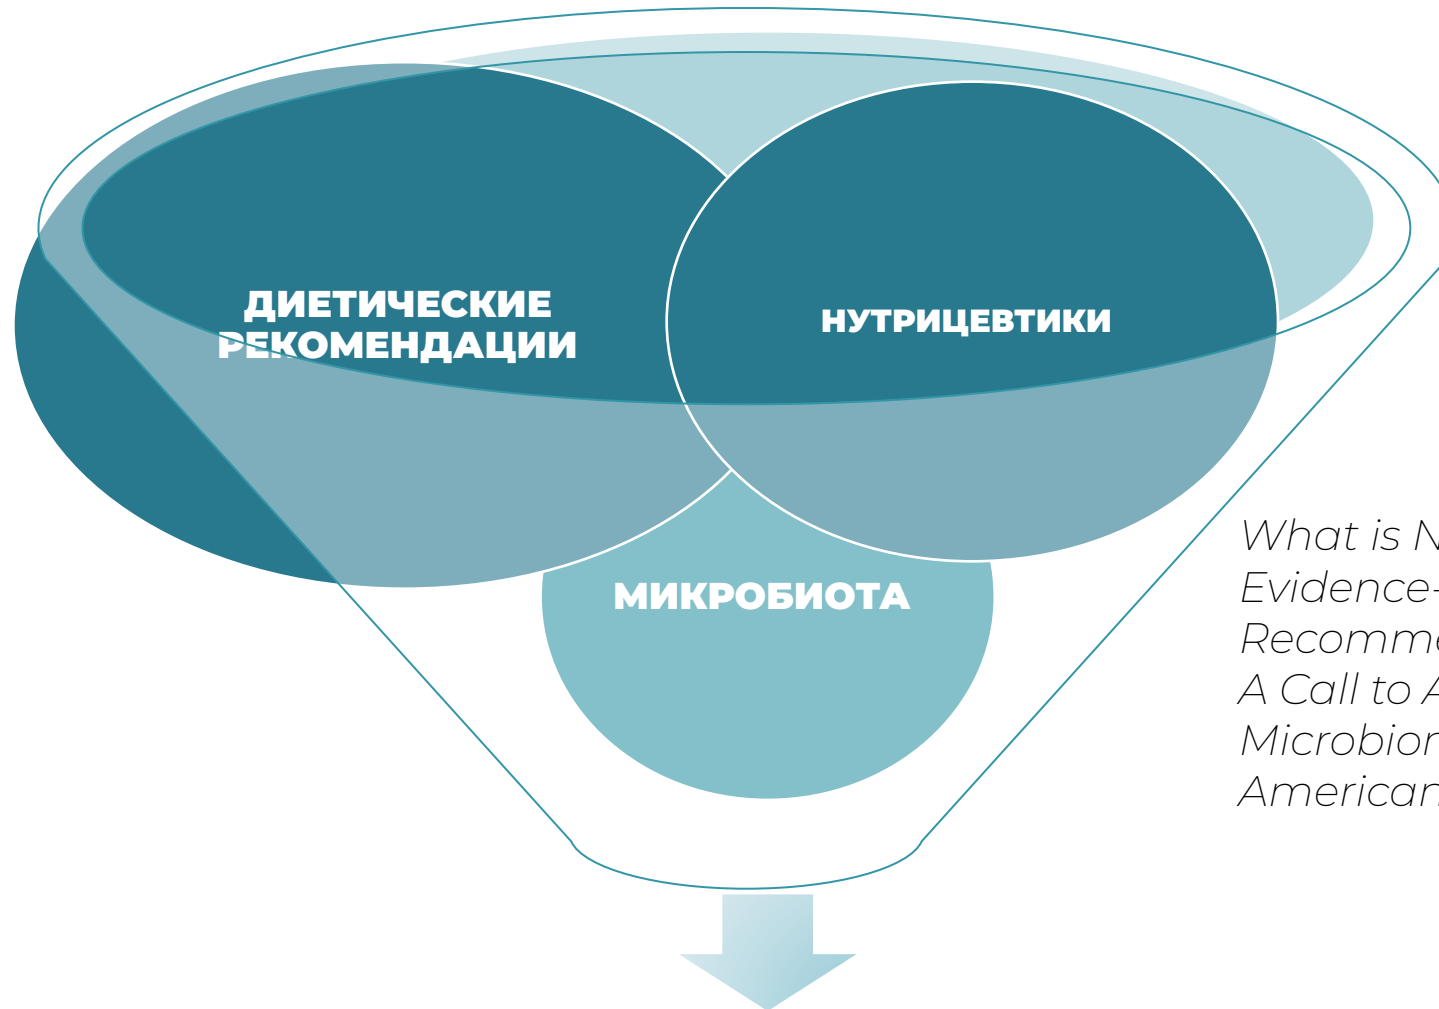 ДИЕТИЧЕСКИЕ
РЕКОМЕНДАЦИИ
НУТРИЦЕВТИКИ
МИКРОБИОТА
What is
Evidence-
A Call to
American